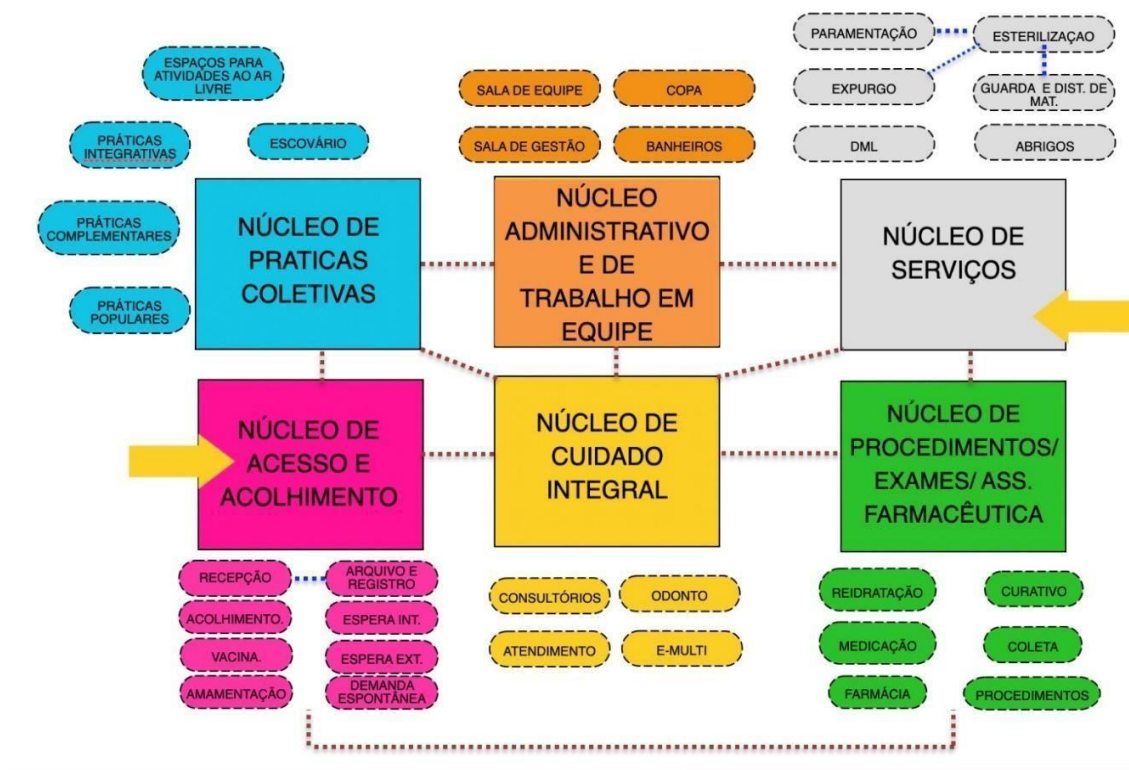 ESPAÇOS PARA
ATIVIDADES AO AR
LIVRE
PRÁTICAS
INTEGRATIVAS
ESCOVÁRIO
PRÁTICAS
COMPLEMENTARES
PRÁTICAS
POPULARES
NÚCLEO DE
PRATICAS
COLETIVAS
SALA DE EQUIPE
COPA
SALA DE GESTÃO
BANHEIROS
NÚCLEO
ADMINISTRATIVO
E DE
TRABALHO EM
EQUIPE
PARAMENTAÇÃO
ESTERILIZAÇAO
EXPURGO
GUARDA E DIST. DE
MAT.
DML
ABRIGOS
NÚCLEO DE
SERVIÇOS
NÚCLEO DE
ACESSO E
ACOLHIMENTO
RECEPÇÃO
ARQUIVO E
REGISTRO
ACOLHIMENTO.
ESPERA INT.
VACINA.
ESPERA EXT.
AMAMENTAÇÃO
DEMANDA
ESPONTÂNEA
NÚCLEO DE
CUIDADO
INTEGRAL
CONSULTÓRIOS
ODONTO
ATENDIMENTO
E-MULTI
NÚCLEO DE
PROCEDIMENTOS/
EXAMES/ ASS.
FARMACÊUTICA
REIDRATAÇÃO
CURATIVO
MEDICAÇÃO
COLETA
FARMÁCIA
PROCEDIMENTOS